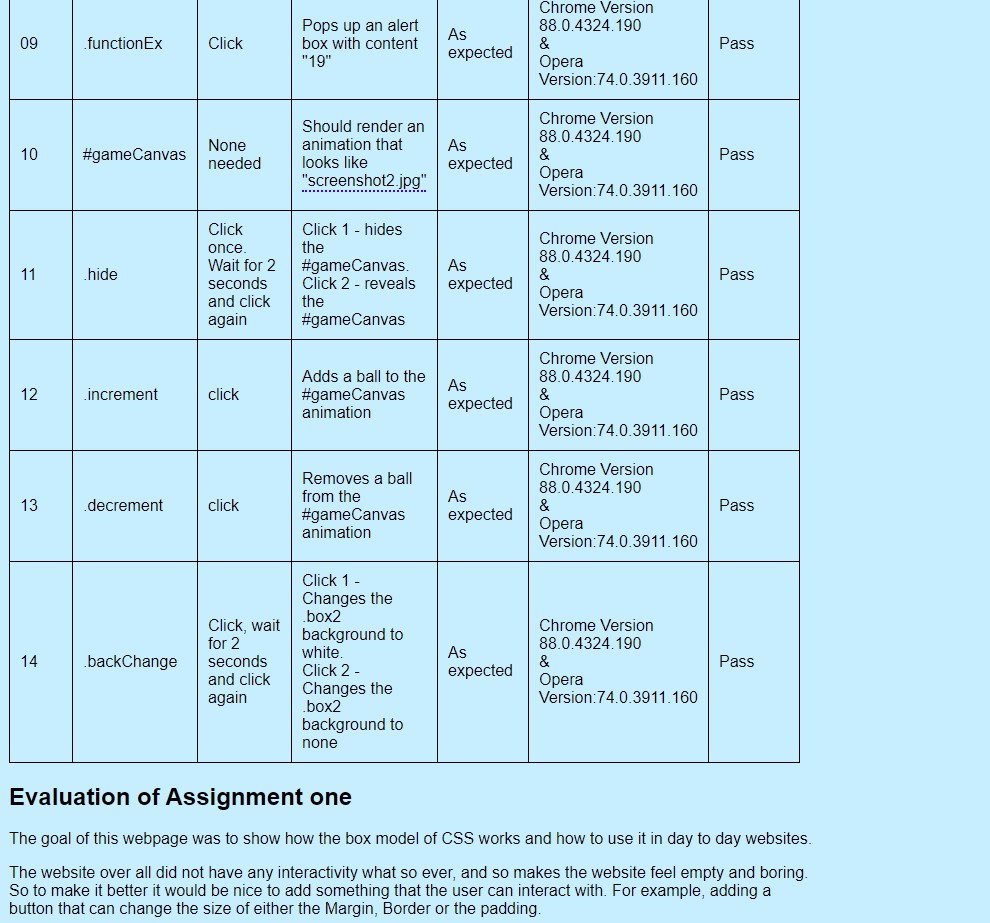 09
.functionEx
Click
Pops up an alert
box with content
"19"
As
expected
Chrome Version
88.0.4324.190
&
Opera
Version:74.0.3911.160
Pass
10
#gameCanvas
None
needed
Should render an
animation that
looks like
"screenshot2.jpg"
As
expected
Chrome Version
88.0.4324.190
&
Opera
Version:74.0.3911.160
Pass
11
.hide
Click
once.
Wait for 2
seconds
and click
again
Click 1 - hides
the
#gameCanvas.
Click 2 - reveals
the
#gameCanvas
As
expected
Chrome Version
88.0.4324.190
&
Opera
Version:74.0.3911.160
Pass
12
.increment
click
Adds a ball to the
#gameCanvas
animation
As
expected
Chrome Version
88.0.4324.190
&
Opera
Version:74.0.3911.160
Pass
13
.decrement
click
Removes a ball
from the
#gameCanvas
animation
As
expected
Chrome Version
88.0.4324.190
&
Opera
Version:74.0.3911.160
Pass
14
.backChange
Click, wait
for 2
seconds
and click
again
Click 1 -
Changes the
.box2
background to
white.
Click 2 -
Changes the
.box2
background to
none
As
expected
Chrome Version
88.0.4324.190
&
Opera
Version:74.0.3911.160
Pass
Evaluation of Assignment one
The goal of this webpage was to show how the box model of CSS works and how to use it in day to day websites.
The website over all did not have any interactivity what so ever, and so makes the website feel empty and boring.
So to make it better it would be nice to add something that the user can interact with. For example, adding a
button that can change the size of either the Margin, Border or the padding.